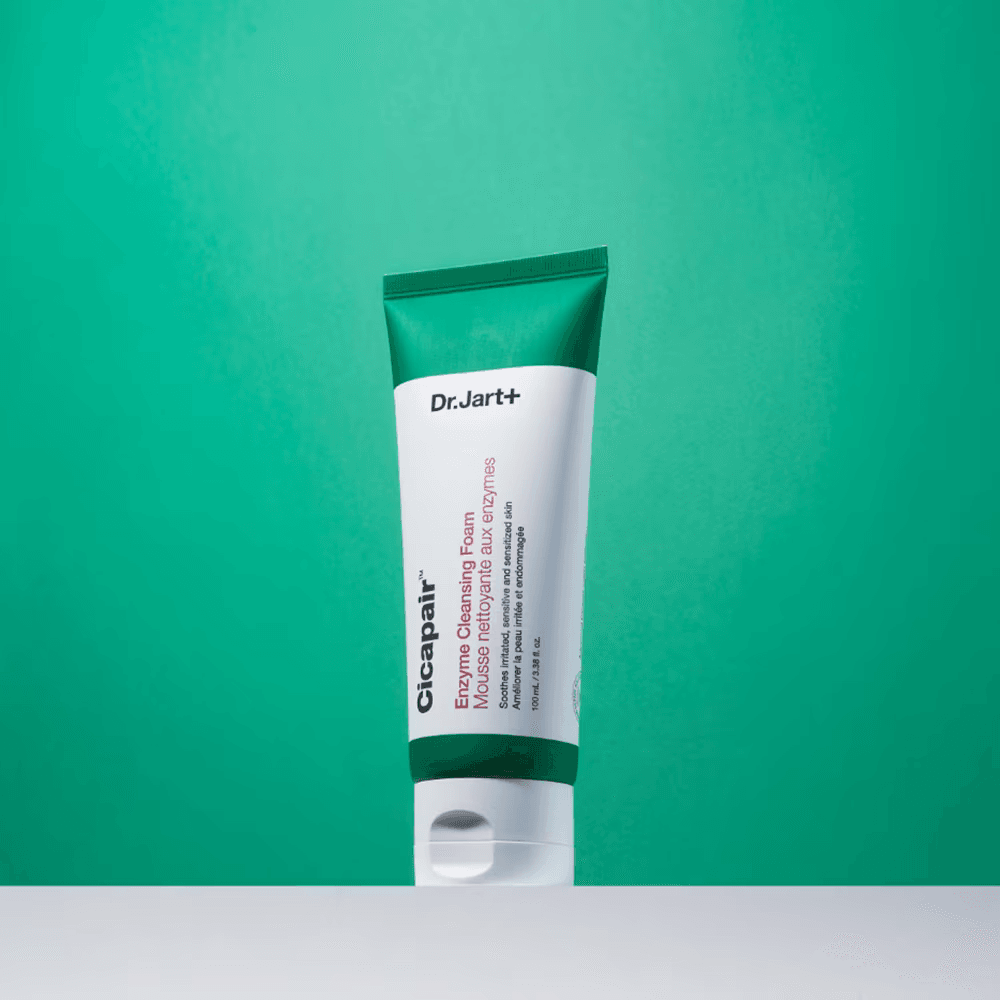 Dr.Jart+
Cicapair™
Enzyme Cleansing Foam
Mousse nettoyante aux enzymes
Soothes irritated, sensitive and sensitized skin
Améliorer la peau irritée et endommagée
100 mL / 3.38 fl. oz.